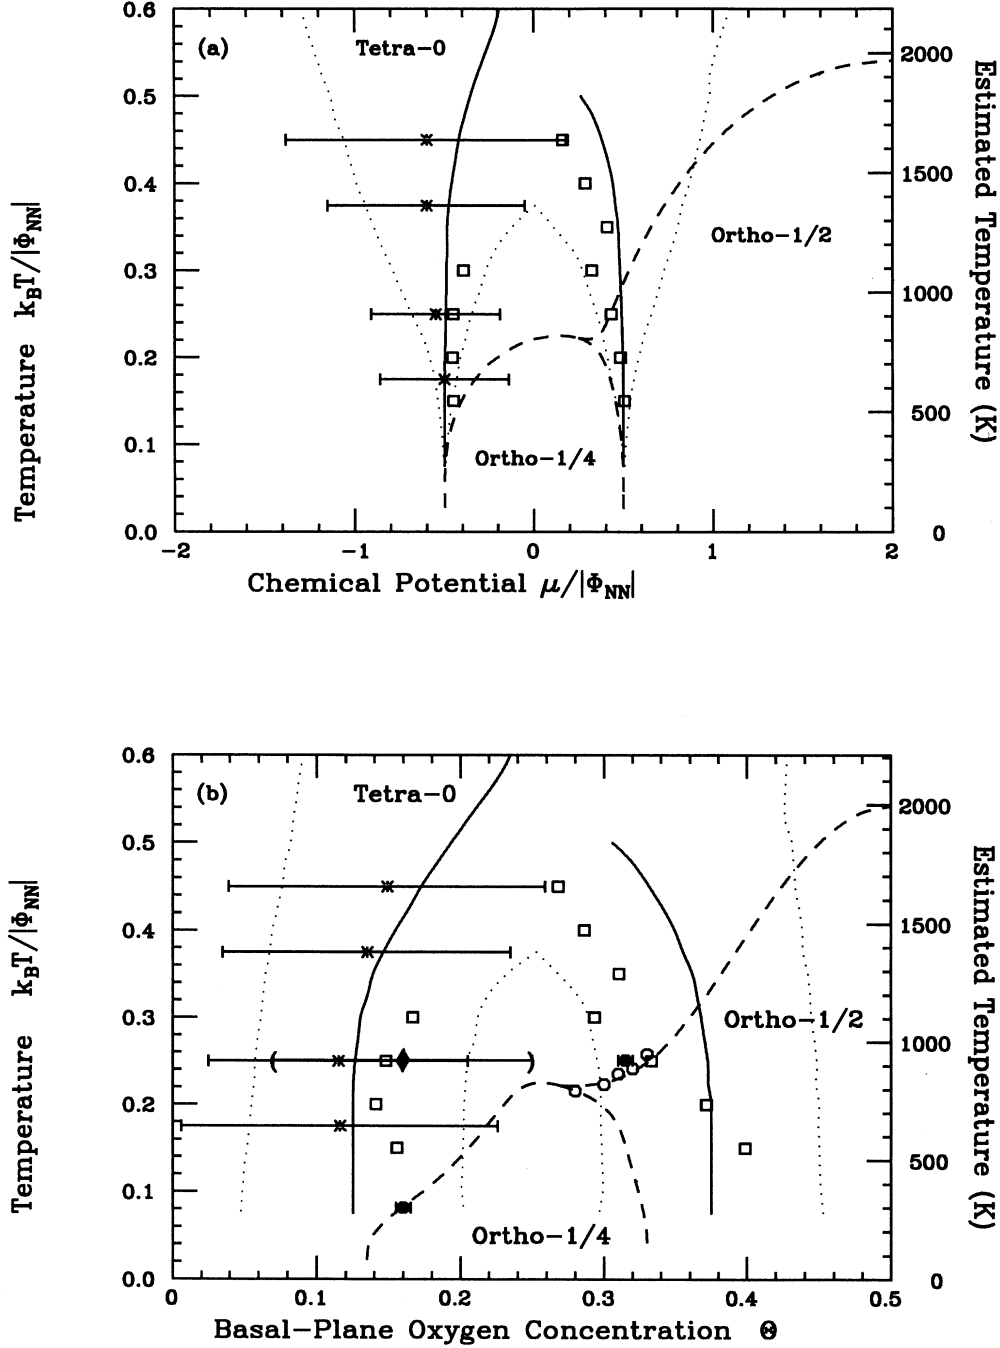 (a)
Tetra-0
Ortho-1/2
Ortho-1/4
0.6
0.5
0.4
0.3
0.2
0.1
0.0
Temperature k_BT/|Φ_NN|
2000
1500
1000
500
0
Estimated Temperature (K)
-2
-1
0
1
2
Chemical Potential μ/|Φ_NN|
(b)
Tetra-0
Ortho-1/2
Ortho-1/4
0.6
0.5
0.4
0.3
0.2
0.1
0.0
Temperature k_BT/|Φ_NN|
2000
1500
1000
500
0
Estimated Temperature (K)
0
0.1
0.2
0.3
0.4
0.5
Basal-Plane Oxygen Concentration Θ